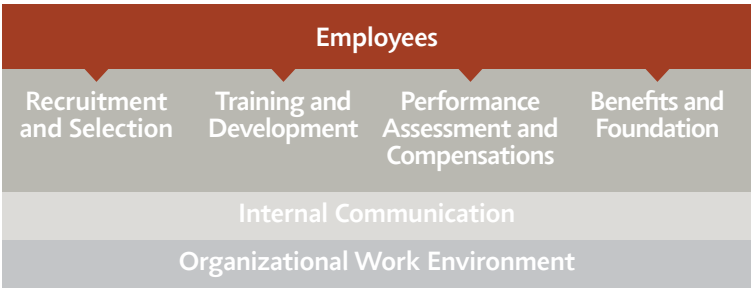 Employees
Recruitment
and Selection
Training and
Development
Performance
Assessment and
Compensations
Benefits and
Foundation
Internal Communication
Organizational Work Environment